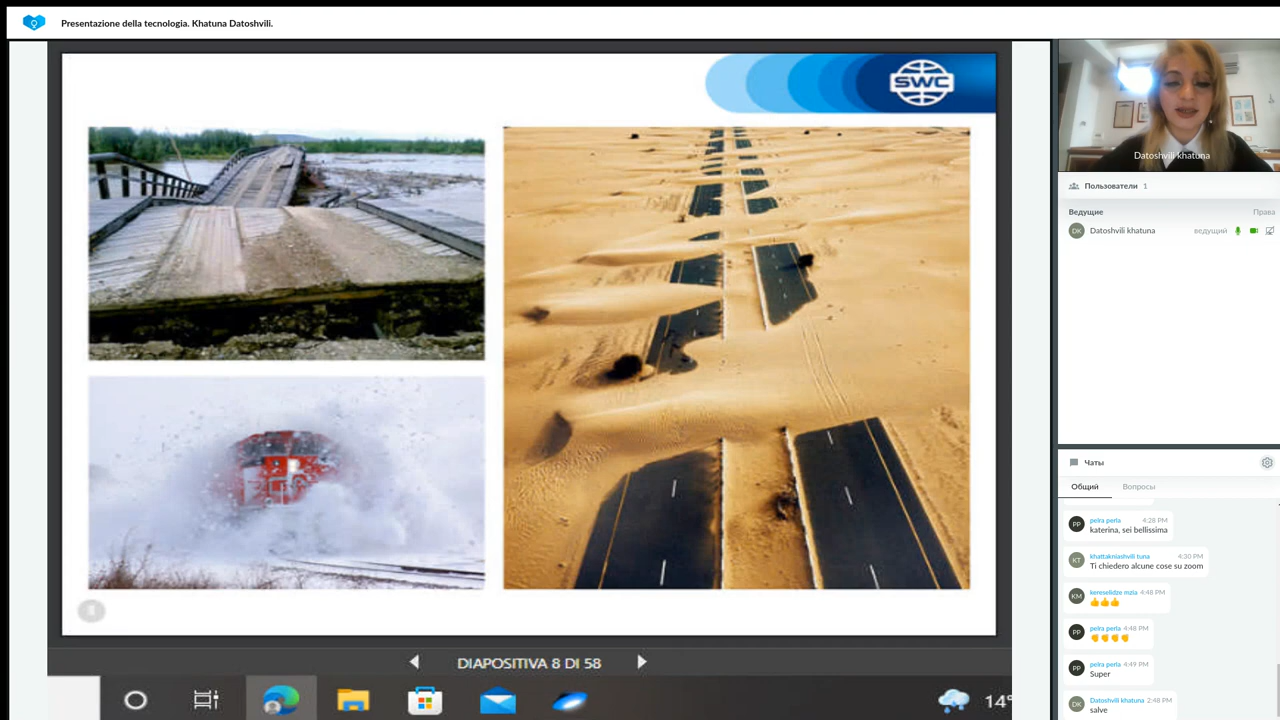 Presentazione della tecnologia. Khatuna Datoshvili.
SWC
DIAPOSITIVA 8 DI 58
14°
Datoshvili khatuna
Пользователи 1
Ведущие Права
DK Datoshvili khatuna ведущий
Чаты
Общий Вопросы
PP pelra perla 4:28 PM
katerina, sei bellissima
KT khattakniashvili tuna 4:30 PM
Ti chiedero alcune cose su zoom
KM kereselidze mzia 4:48 PM
👍👍👍
PP pelra perla 4:48 PM
PP pelra perla 4:49 PM
Super
DK Datoshvili khatuna 2:48 PM
salve